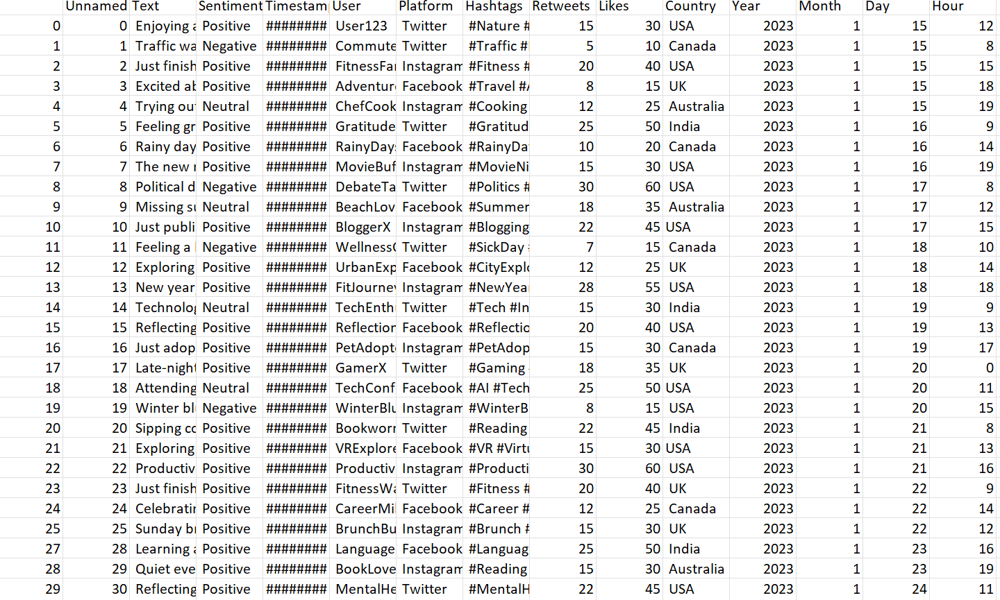 Unnamed Text Sentiment Timestam User Platform Hashtags Retweets Likes Country Year Month Day Hour
0 0 Enjoying a Positive ######## User123 Twitter #Nature # 15 30 USA 2023 1 15 12
1 1 Traffic wa Negative ######## Commute Twitter #Traffic # 5 10 Canada 2023 1 15 8
2 2 Just finish Positive ######## FitnessFa Instagram #Fitness # 20 40 USA 2023 1 15 15
3 3 Excited ab Positive ######## Adventur Facebook #Travel #A 8 15 UK 2023 1 15 18
4 4 Trying out Neutral ######## ChefCook Instagram #Cooking 12 25 Australia 2023 1 15 19
5 5 Feeling gr Positive ######## Gratitude Twitter #Gratitud 25 50 India 2023 1 16 9
6 6 Rainy day Positive ######## RainyDays Facebook #RainyDa 10 20 Canada 2023 1 16 14
7 7 The new Positive ######## MovieBuf Instagram #MovieNi 15 30 USA 2023 1 16 19
8 8 Political d Negative ######## DebateTa Twitter #Politics # 30 60 USA 2023 1 17 8
9 9 Missing su Neutral ######## BeachLov Facebook #Summer 18 35 Australia 2023 1 17 12
10 10 Just publi Positive ######## BloggerX Instagram #Blogging 22 45 USA 2023 1 17 15
11 11 Feeling a Negative ######## Wellness Twitter #SickDay 7 15 Canada 2023 1 18 10
12 12 Exploring Positive ######## UrbanExp Facebook #CityExplo 12 25 UK 2023 1 18 14
13 13 New year Positive ######## FitJourney Instagram #NewYea 28 55 USA 2023 1 18 18
14 14 Technolog Neutral ######## TechEnth Twitter #Tech #In 15 30 India 2023 1 19 9
15 15 Reflecting Positive ######## Reflection Facebook #Reflectio 20 40 USA 2023 1 19 13
16 16 Just adop Positive ######## PetAdopt Instagram #PetAdop 15 30 Canada 2023 1 19 17
17 17 Late-night Positive ######## GamerX Twitter #Gaming 18 35 UK 2023 1 20 0
18 18 Attending Neutral ######## TechConf Facebook #AI #Tech 25 50 USA 2023 1 20 11
19 19 Winter bl Negative ######## WinterBlu Instagram #WinterB 8 15 USA 2023 1 20 15
20 20 Sipping co Positive ######## Bookworm Twitter #Reading 22 45 India 2023 1 21 8
21 21 Exploring Positive ######## VRExplore Facebook #VR #Virtu 15 30 USA 2023 1 21 13
22 22 Productiv Positive ######## Productiv Instagram #Producti 30 60 USA 2023 1 21 16
23 23 Just finish Positive ######## FitnessWa Twitter #Fitness # 20 40 UK 2023 1 22 9
24 24 Celebratin Positive ######## CareerMil Facebook #Career # 12 25 Canada 2023 1 22 14
25 25 Sunday br Positive ######## BrunchBu Instagram #Brunch # 15 30 UK 2023 1 22 12
27 28 Learning a Positive ######## Language Facebook #Languag 25 50 India 2023 1 23 16
28 29 Quiet eve Positive ######## BookLove Instagram #Reading 15 30 Australia 2023 1 23 19
29 30 Reflecting Positive ######## MentalHe Twitter #MentalH 22 45 USA 2023 1 24 11